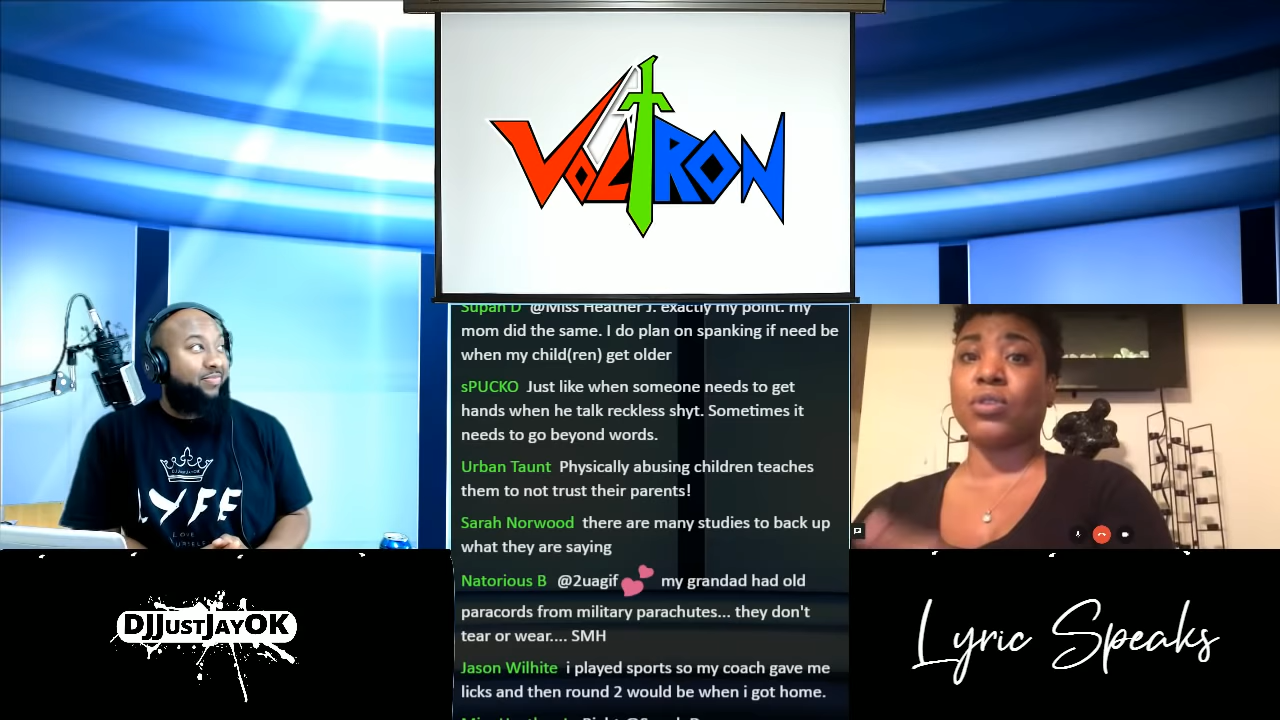 VOLTRON
Supah D @Miss Heather J. exactly my point. my
mom did the same. I do plan on spanking if need be
when my child(ren) get older
sPUCKO Just like when someone needs to get
hands when he talk reckless shyt. Sometimes it
needs to go beyond words.
Urban Taunt Physically abusing children teaches
them to not trust their parents!
Sarah Norwood there are many studies to back up
what they are saying
Natorious B @2uagif 💕 my grandad had old
paracords from military parachutes... they don't
tear or wear.... SMH
Jason Wilhite i played sports so my coach gave me
licks and then round 2 would be when i got home.
LYFE
LOVE
DJJUSTJAYOK
Lyric Speaks